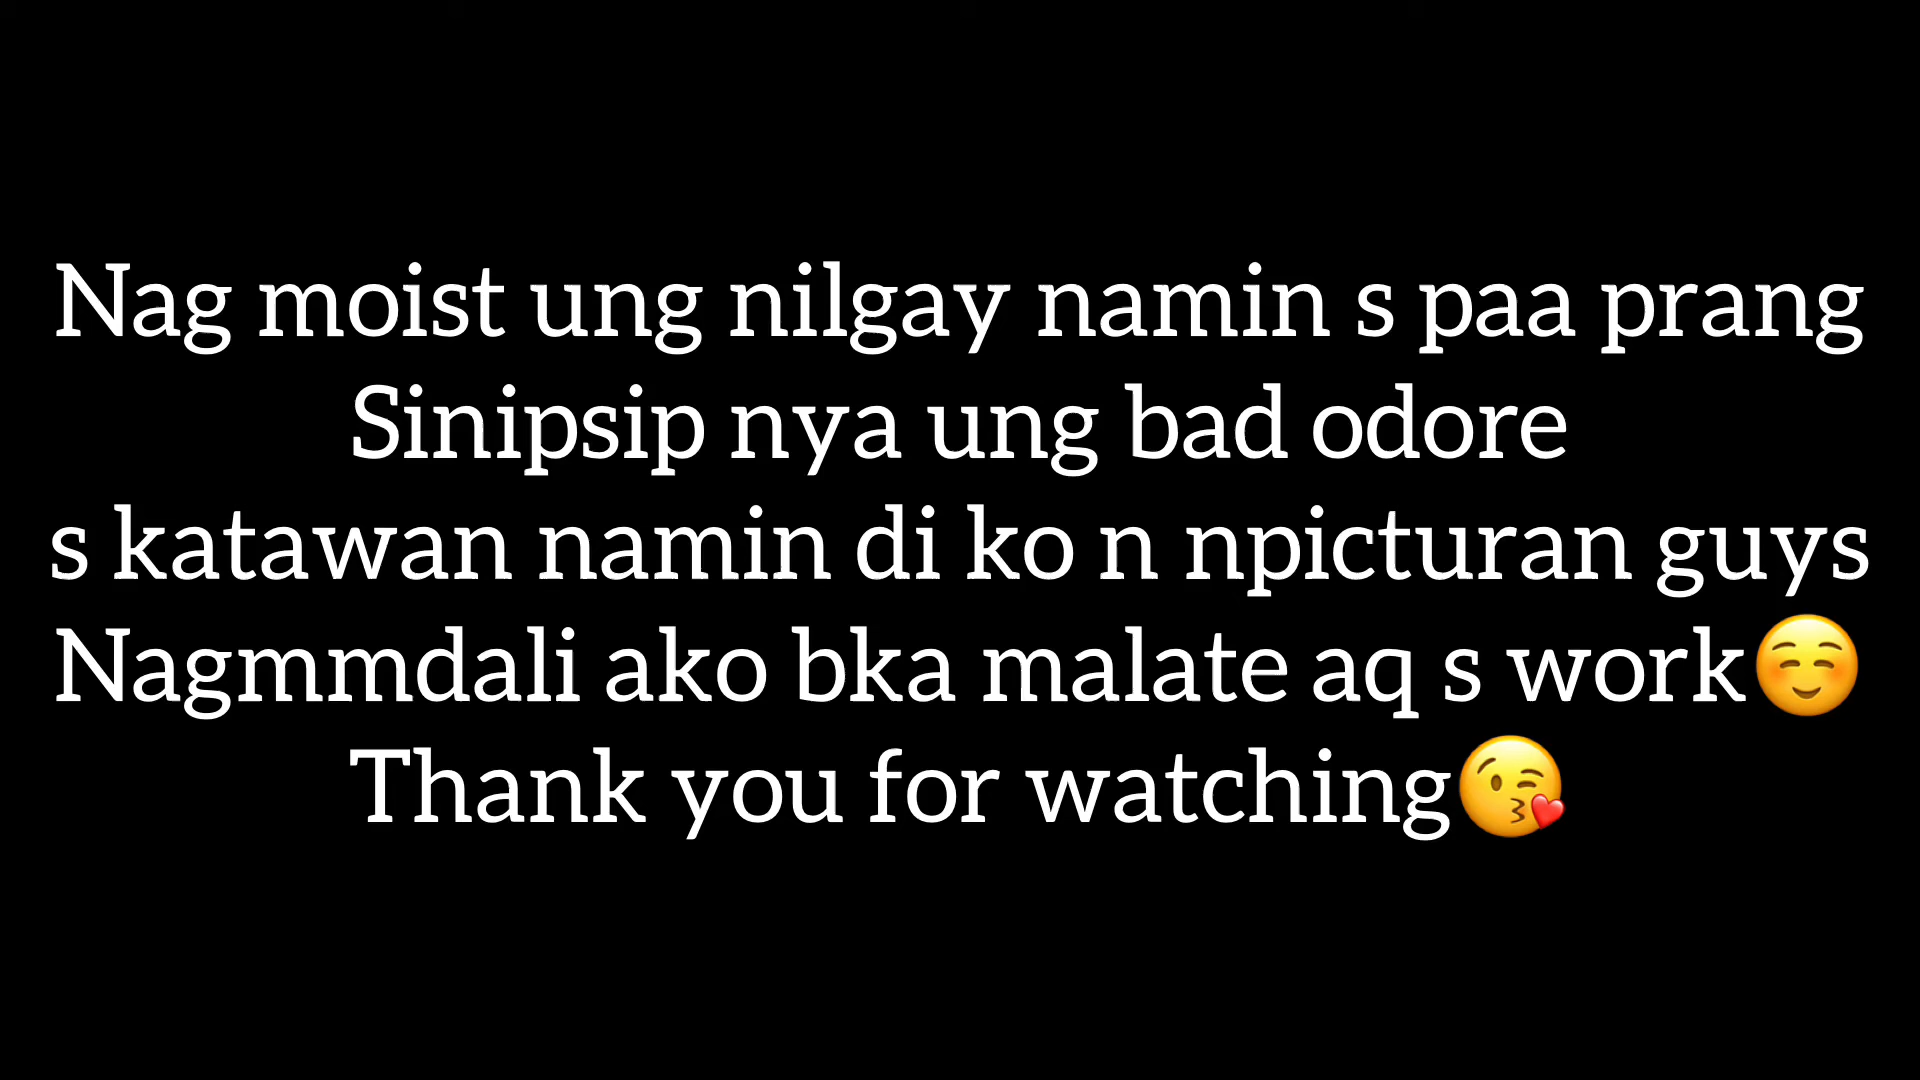 Nag moist ung nilgay namin s paa prang
Sinipsip nya ung bad odore
s katawan namin di ko n npicturan guys
Nagmmdali ako bka malate aq s work☺️
Thank you for watching😘